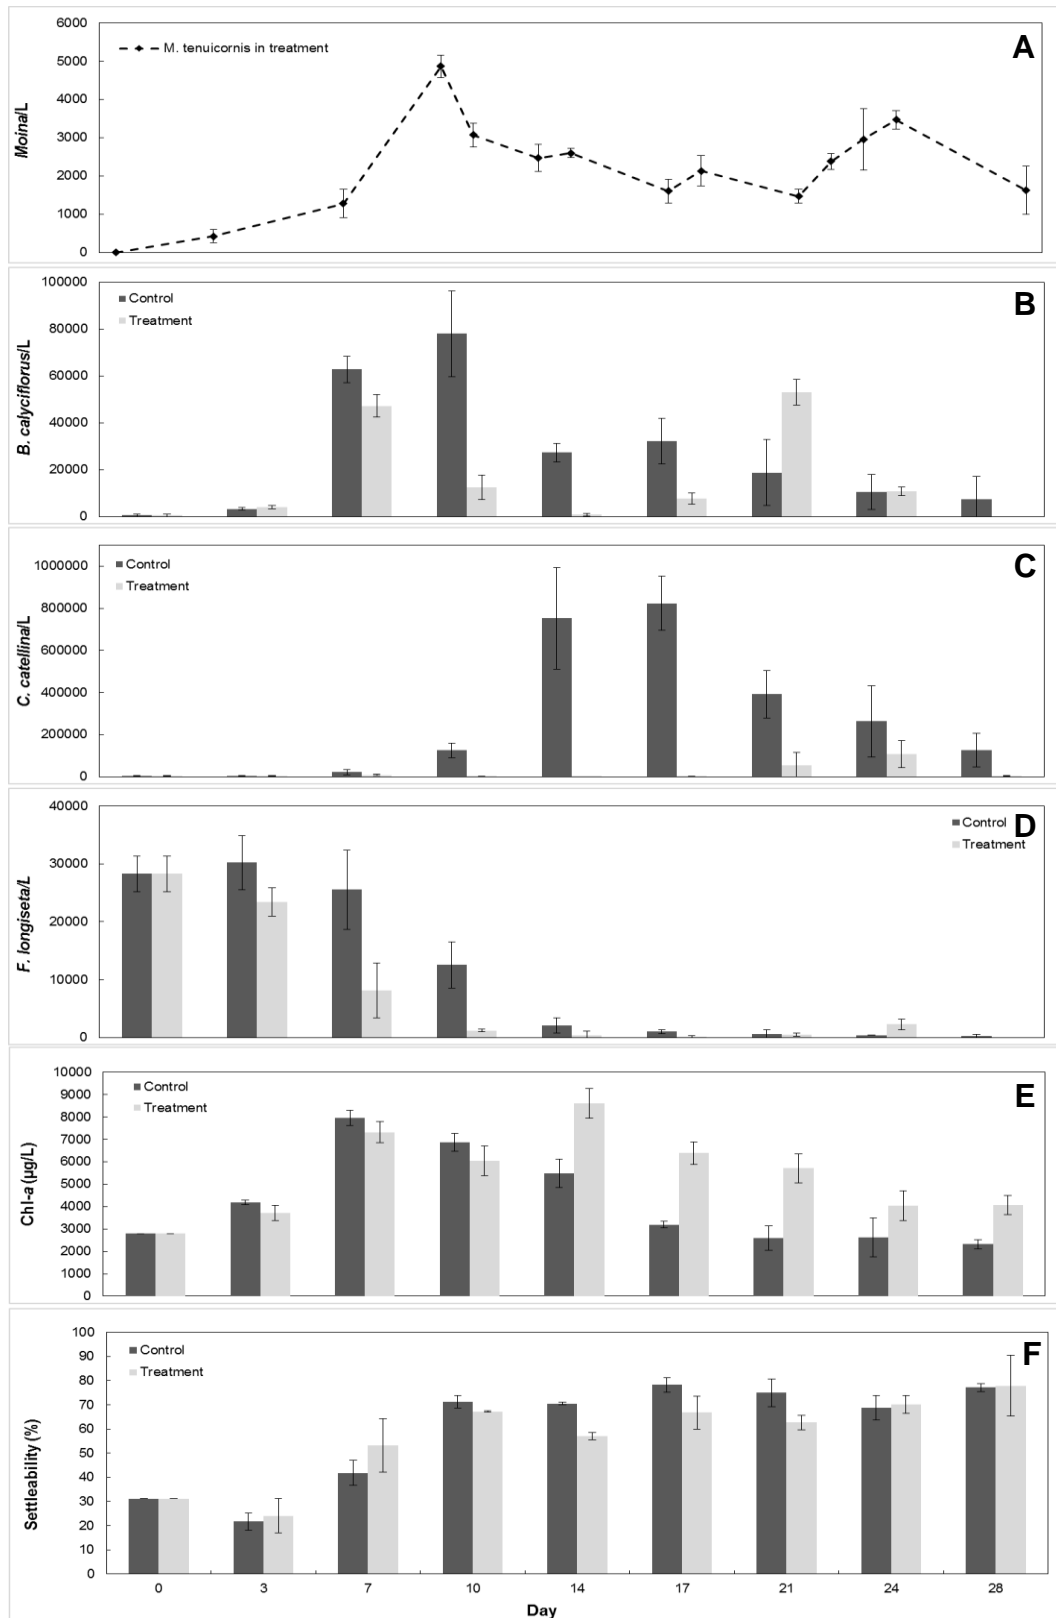 6000
5000
4000
3000
2000
1000
0
Moina/L
M. tenuicornis in treatment
A
100000
80000
60000
40000
20000
0
B. calyciflorus/L
Control
Treatment
B
1000000
800000
600000
400000
200000
0
C. catellina/L
Control
Treatment
C
40000
30000
20000
10000
0
F. longiseta/L
Control
Treatment
D
10000
9000
8000
7000
6000
5000
4000
3000
2000
1000
0
Chl-a (µg/L)
Control
Treatment
E
100
90
80
70
60
50
40
30
20
10
0
Settleability (%)
Control
Treatment
F
0 3 7 10 14 17 21 24 28
Day